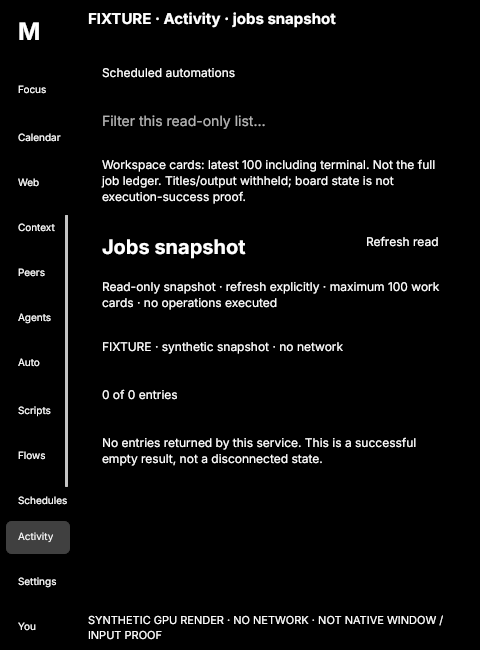 M
FIXTURE · Activity · jobs snapshot
Focus
Calendar
Web
Context
Peers
Agents
Auto
Scripts
Flows
Schedules
Activity
Settings
You
Scheduled automations
Filter this read-only list...
Workspace cards: latest 100 including terminal. Not the full
job ledger. Titles/output withheld; board state is not
execution-success proof.
Jobs snapshot
Refresh read
Read-only snapshot · refresh explicitly · maximum 100 work
cards · no operations executed
FIXTURE · synthetic snapshot · no network
0 of 0 entries
No entries returned by this service. This is a successful
empty result, not a disconnected state.
SYNTHETIC GPU RENDER · NO NETWORK · NOT NATIVE WINDOW /
INPUT PROOF